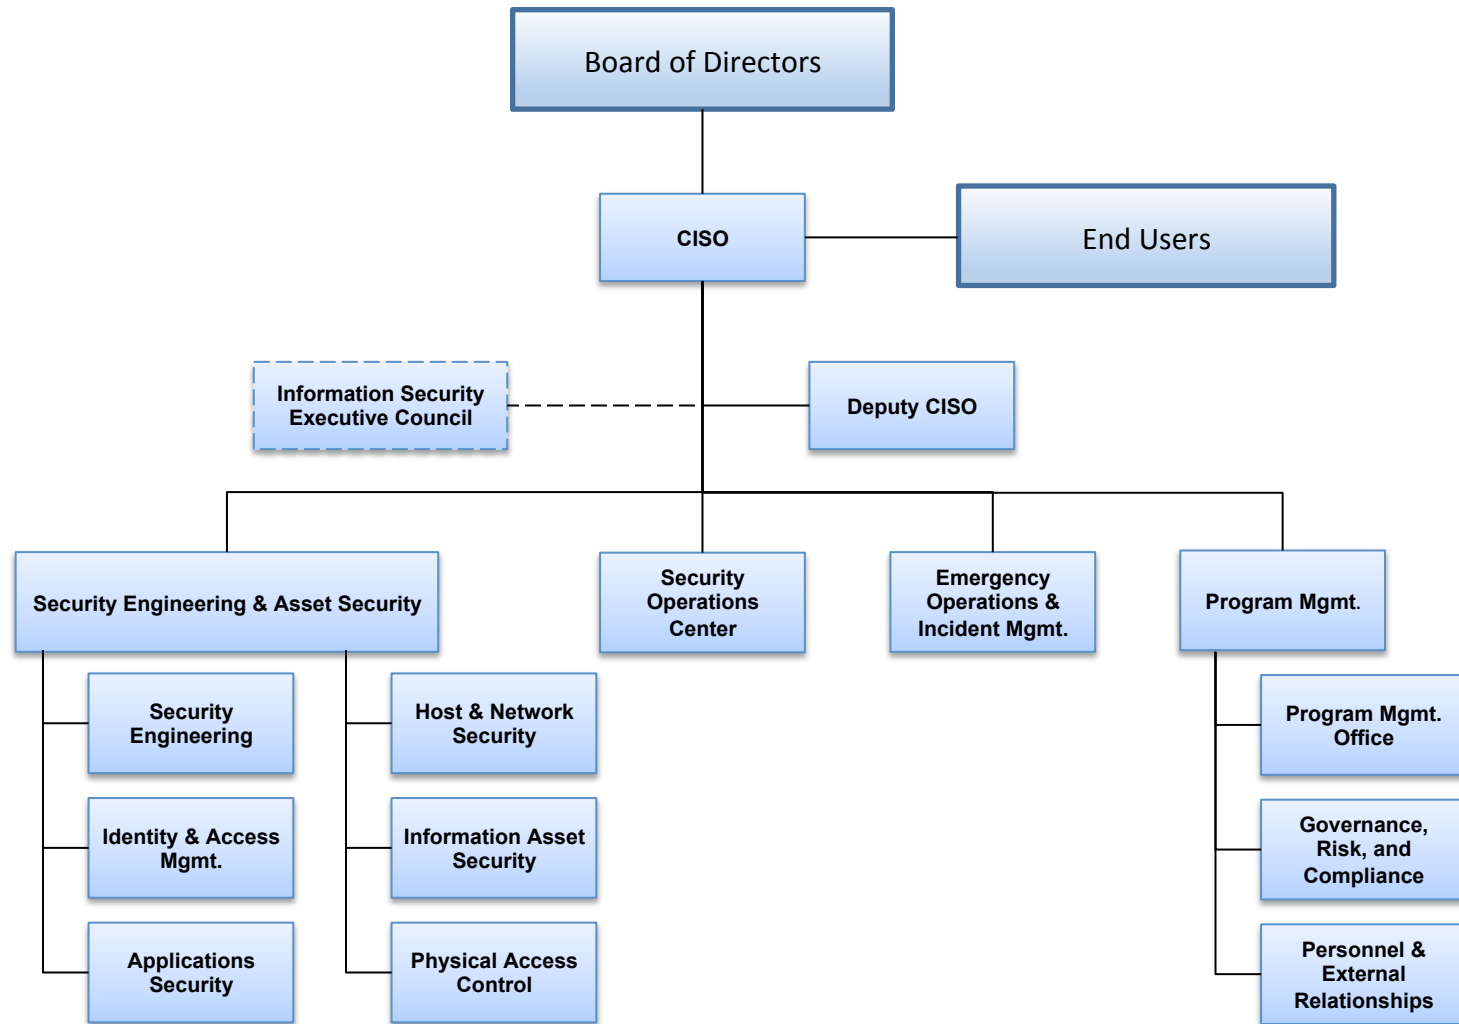 Board of Directors
CISO
End Users
Information Security
Executive Council
Deputy CISO
Security Engineering & Asset Security
Security
Operations
Center
Emergency
Operations &
Incident Mgmt.
Program Mgmt.
Security
Engineering
Host & Network
Security
Program Mgmt.
Office
Identity & Access
Mgmt.
Information Asset
Security
Governance,
Risk, and
Compliance
Applications
Security
Physical Access
Control
Personnel &
External
Relationships